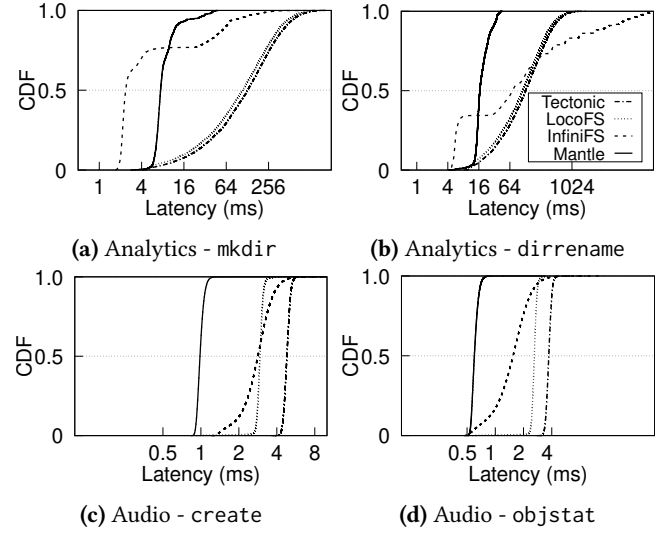 1.0
0.5
0
CDF
1 4 16 64 256
Latency (ms)
(a) Analytics - mkdir
1.0
0.5
0
CDF
1 4 16 64 1024
Latency (ms)
Tectonic
LocoFS
InfiniFS
Mantle
(b) Analytics - dirrename
1.0
0.5
0
CDF
0.5 1 2 4 8
Latency (ms)
(c) Audio - create
1.0
0.5
0
CDF
0.5 1 2 4
Latency (ms)
(d) Audio - objstat